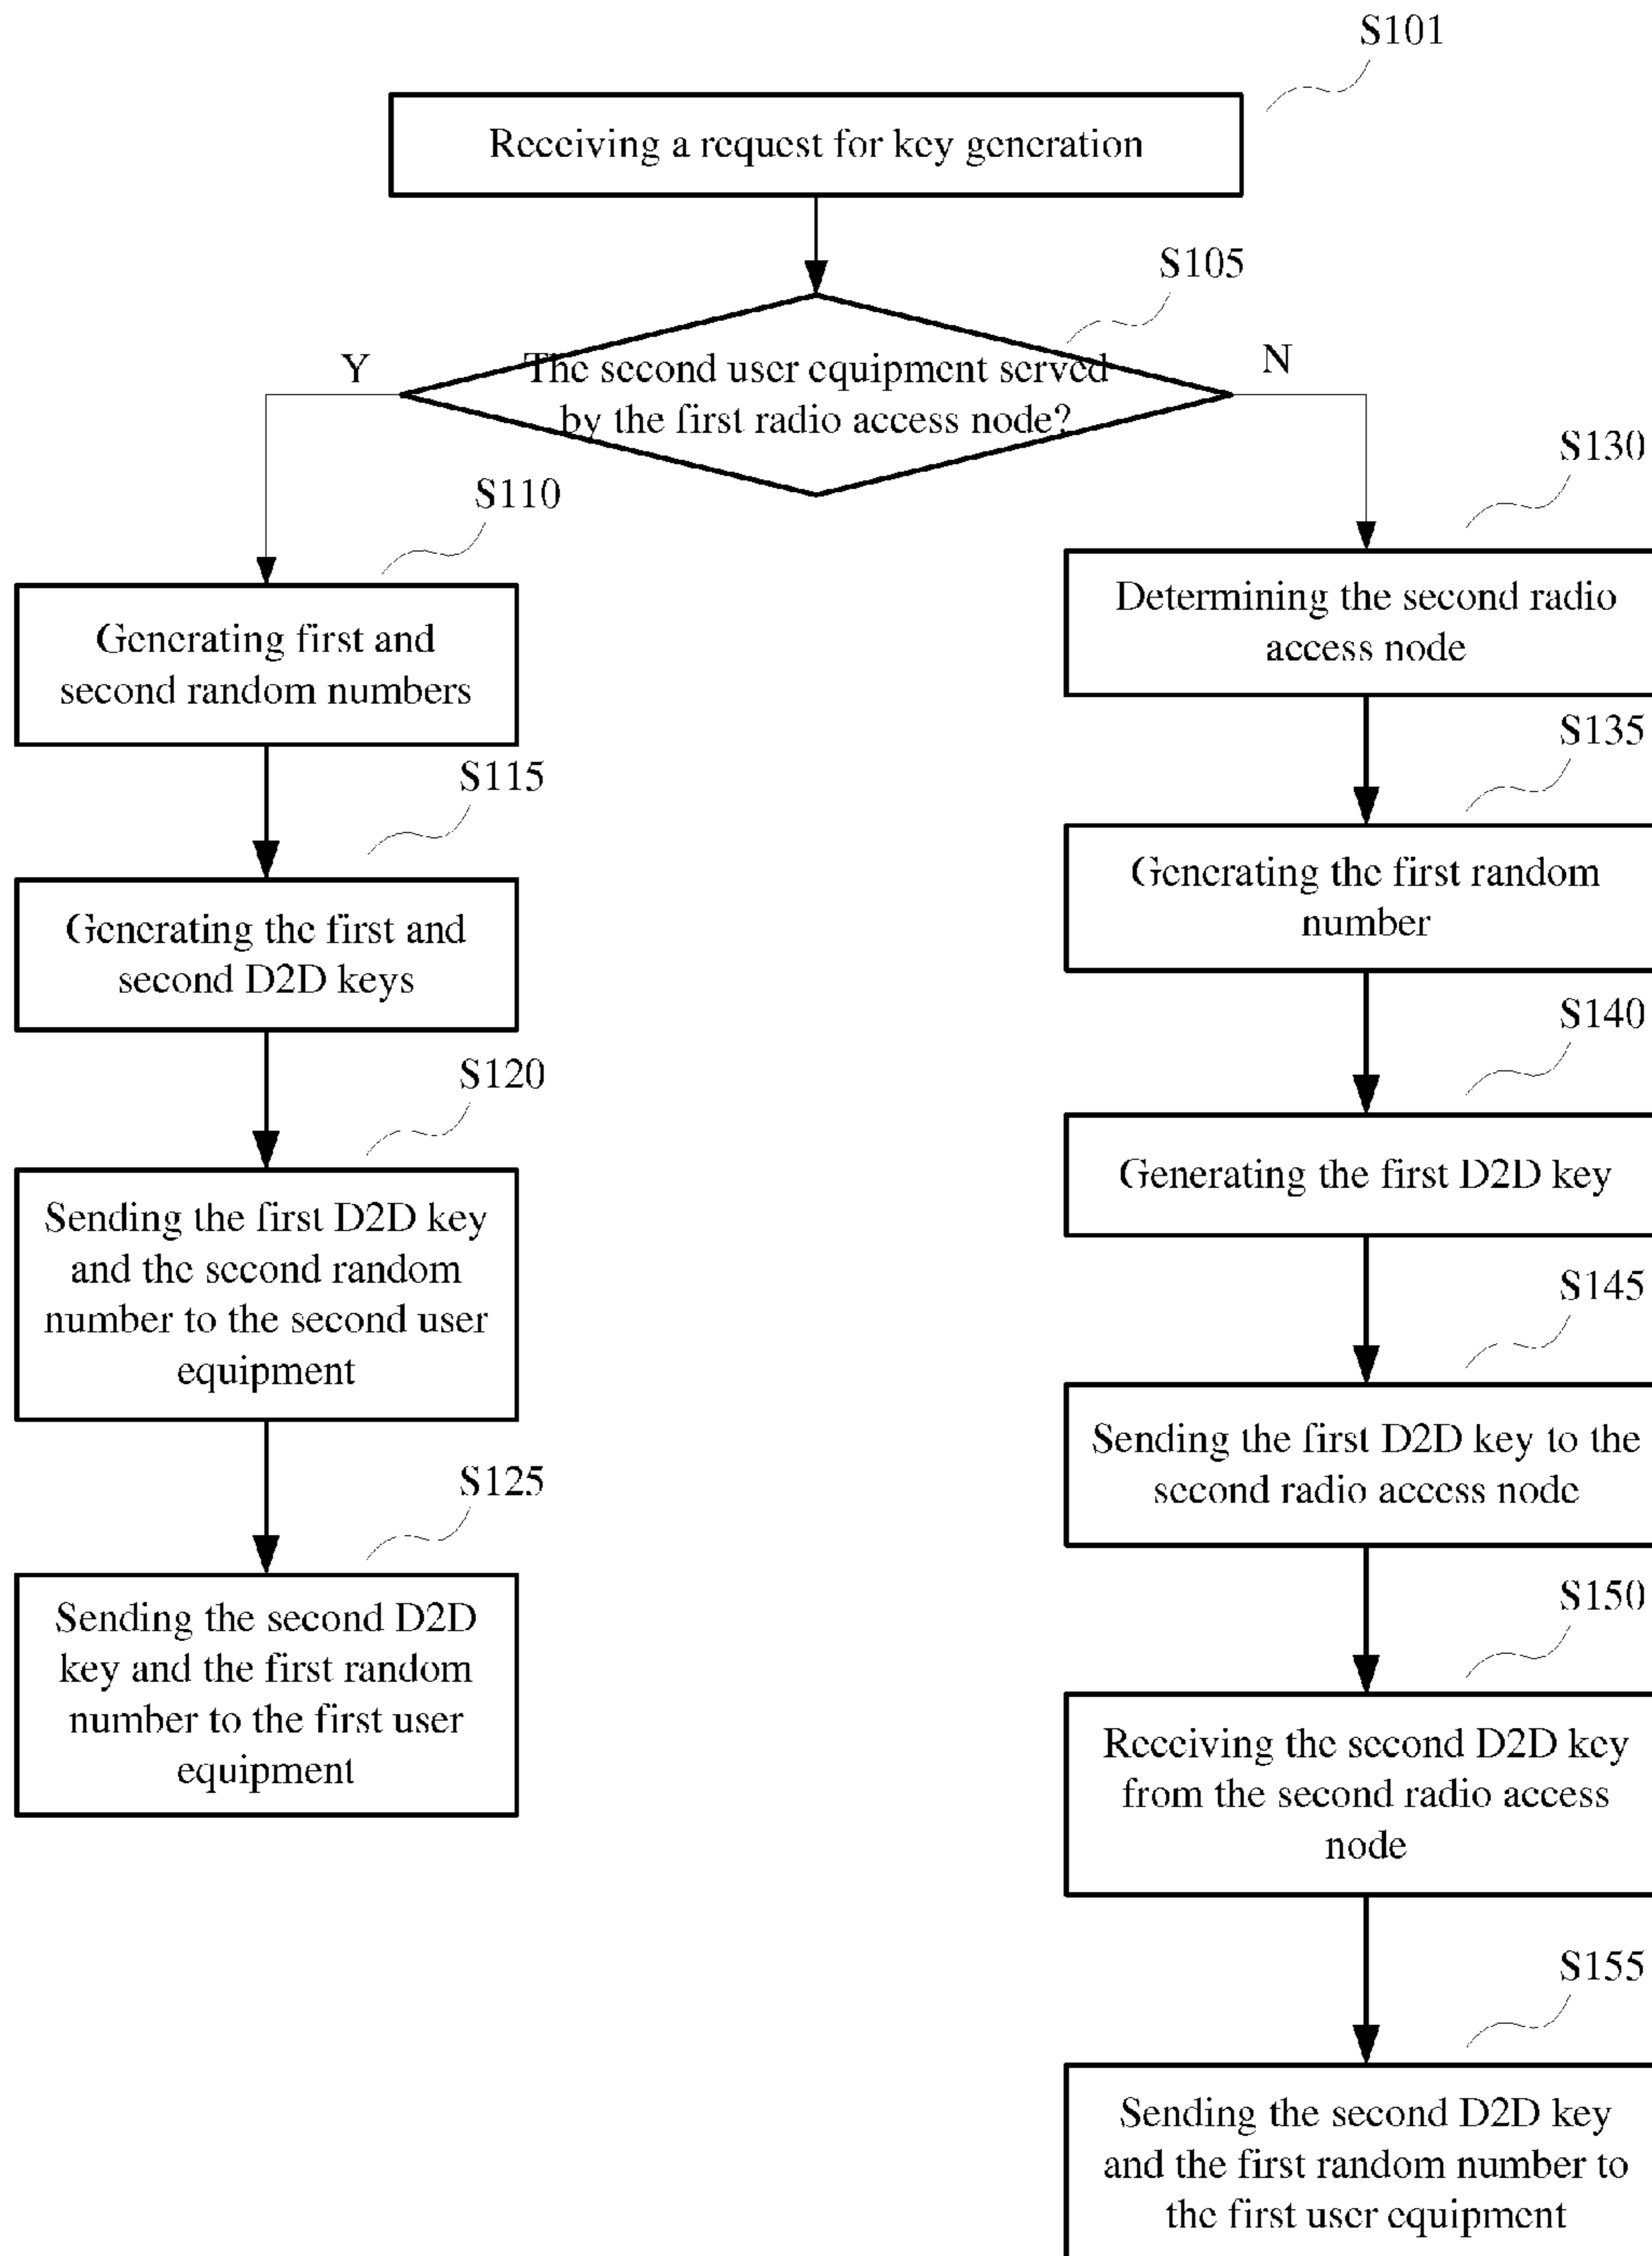 S101
Receiving a request for key generation
S105
Y
The second user equipment served
by the first radio access node?
N
S110
Generating first and
second random numbers
S115
Generating the first and
second D2D keys
S120
Sending the first D2D key
and the second random
number to the second user
equipment
S125
Sending the second D2D
key and the first random
number to the first user
equipment
S130
Determining the second radio
access node
S135
Generating the first random
number
S140
Generating the first D2D key
S145
Sending the first D2D key to the
second radio access node
S150
Receiving the second D2D key
from the second radio access
node
S155
Sending the second D2D key
and the first random number to
the first user equipment